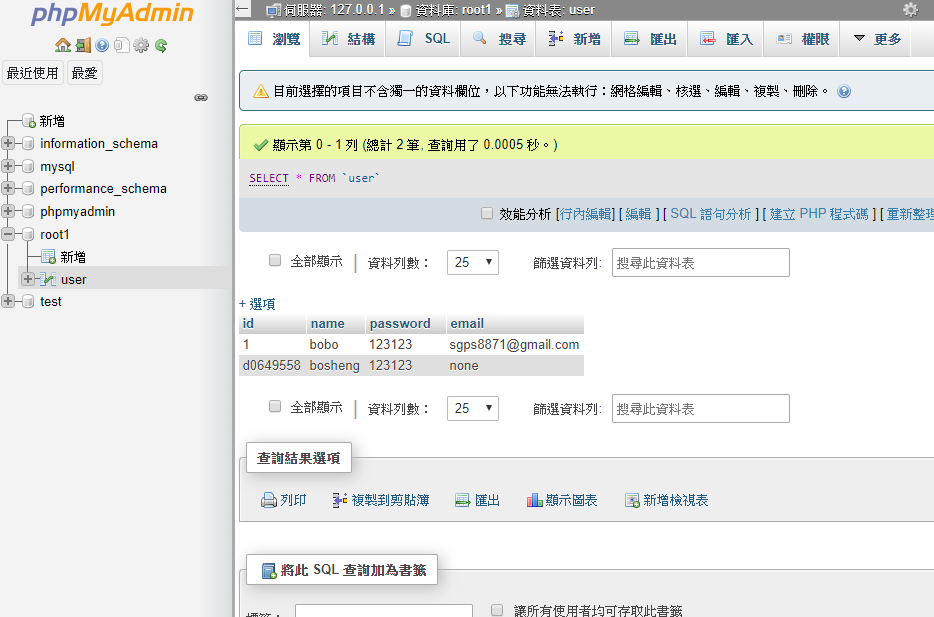 phpMyAdmin
最近使用 最愛
新增
information_schema
mysql
performance_schema
phpmyadmin
root1
新增
user
test
伺服器: 127.0.0.1 » 資料庫: root1 » 資料表: user
瀏覽 結構 SQL 搜尋 新增 匯出 匯入 權限 更多
目前選擇的項目不含獨一的資料欄位，以下功能無法執行：網格編輯、核選、編輯、複製、刪除。
顯示第 0 - 1 列 (總計 2 筆, 查詢用了 0.0005 秒。)
SELECT * FROM `user`
效能分析 [行內編輯] [ 編輯 ] [ SQL 語句分析 ] [ 建立 PHP 程式碼 ] [ 重新整理
全部顯示 | 資料列數： 25 篩選資料列: 搜尋此資料表
+ 選項
id name password email
1 bobo 123123 sgps8871@gmail.com
d0649558 bosheng 123123 none
全部顯示 | 資料列數： 25 篩選資料列: 搜尋此資料表
查詢結果選項
列印 複製到剪貼簿 匯出 顯示圖表 新增檢視表
將此 SQL 查詢加為書籤
標籤： 讓所有使用者均可存取此書籤